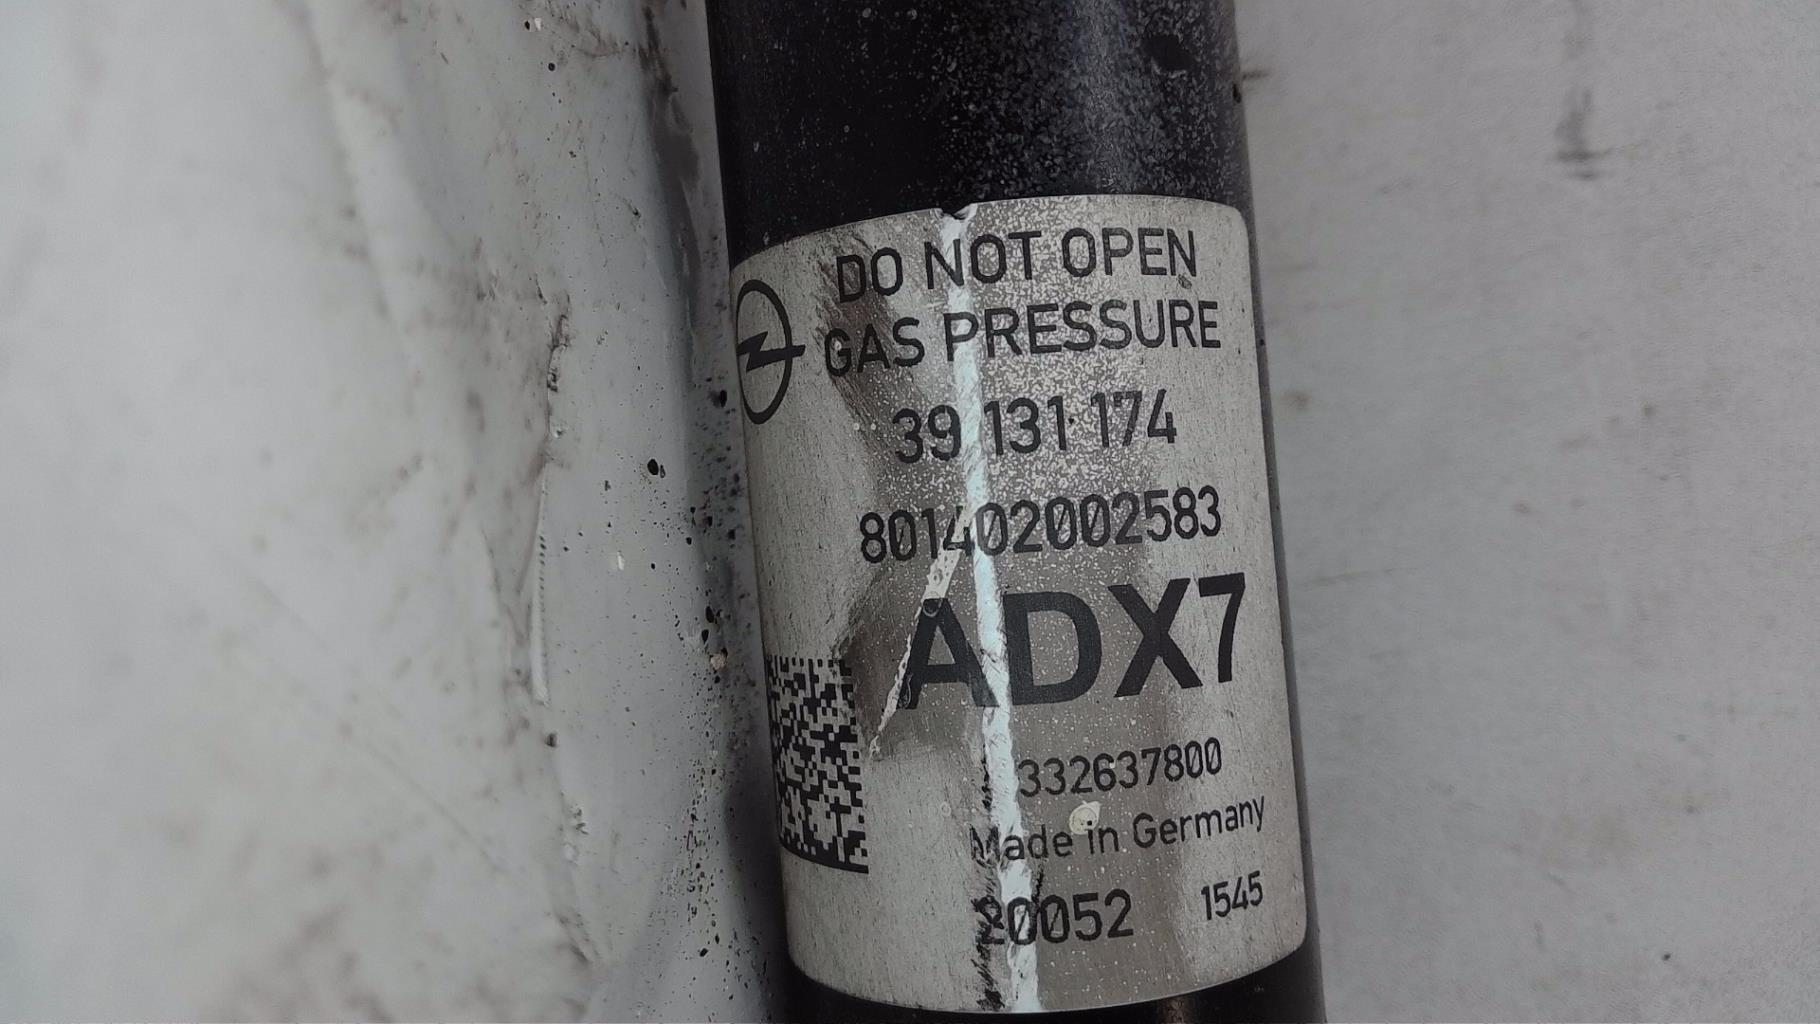 DO NOT OPEN
GAS PRESSURE
39 131 174
801402002583
ADX7
332637800
Made in Germany
20052 1545